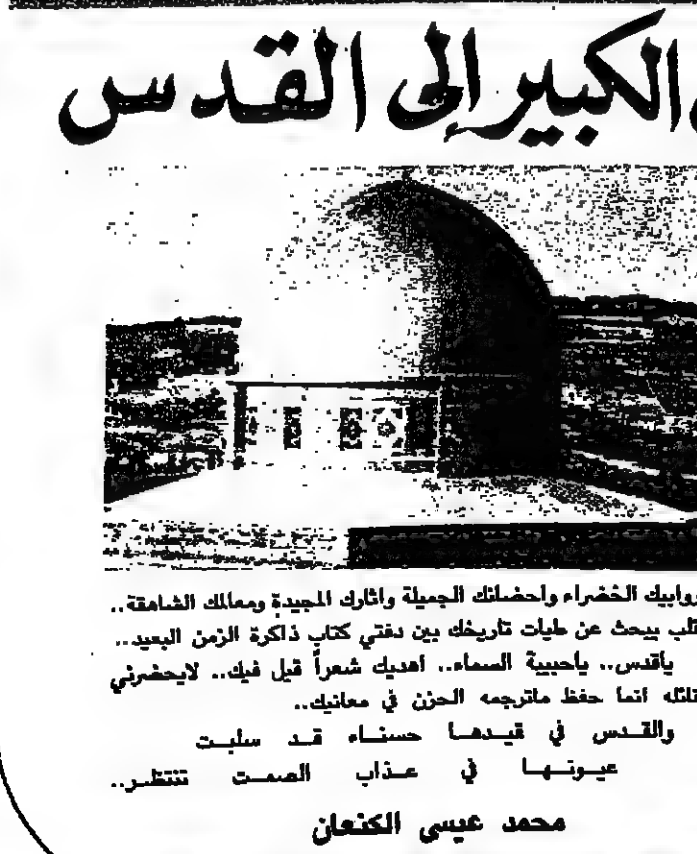 الكبير إلى القدس
روابيك الخضراء واحضانك الجميلة واثارك المجيدة ومعالمك الشاهقة..
قلب يبحث عن طيات تاريخك بين دفتي كتاب ذاكرة الزمن البعيد..
ياقدس.. ياحبيبة السماء.. اهديك شعراً قيل فيك.. لايحضرني
قائله انما حفظ ماترجمه الحزن في معانيك..
والقدس في قيدها حسناء قد سلبت
عيونها في عذاب الصمت تنتظر..
محمد عيسى الكنعان